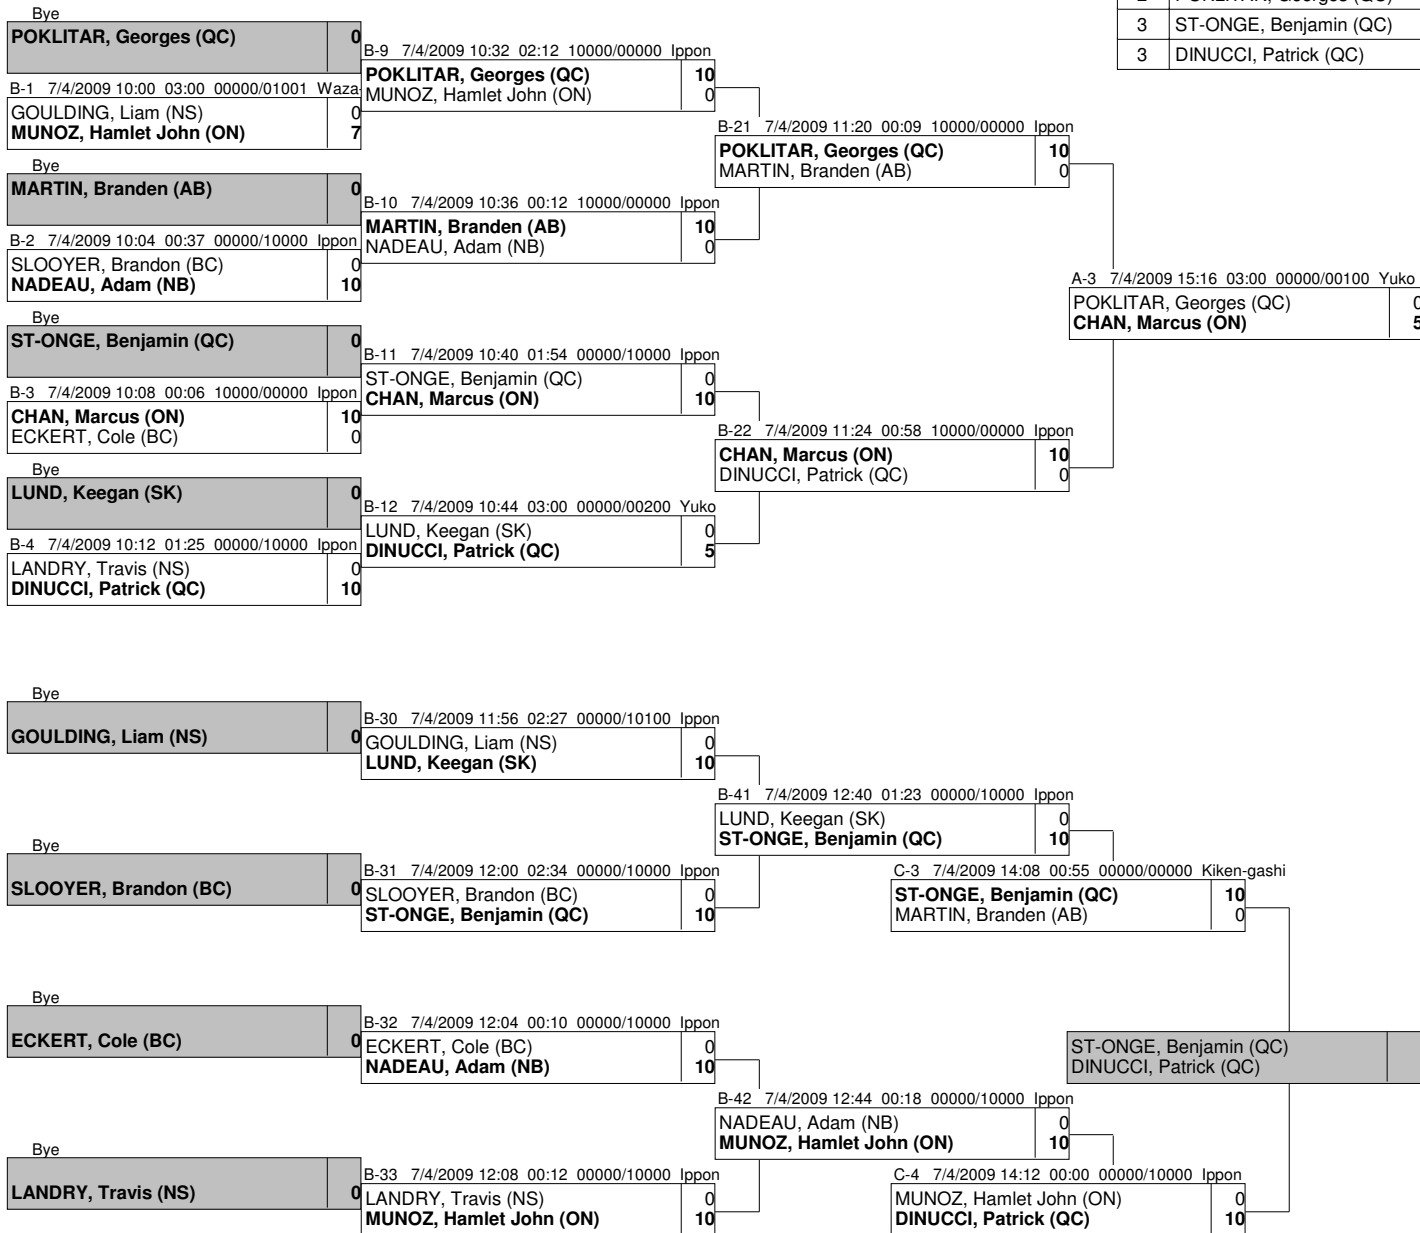 2 POKLITAR, Georges (QC)
3 ST-ONGE, Benjamin (QC)
3 DINUCCI, Patrick (QC)
Bye
POKLITAR, Georges (QC) 0
B-1 7/4/2009 10:00 03:00 00000/01001 Waza-
GOULDING, Liam (NS) 0
MUNOZ, Hamlet John (ON) 7
Bye
MARTIN, Branden (AB) 0
B-2 7/4/2009 10:04 00:37 00000/10000 Ippon
SLOOYER, Brandon (BC) 0
NADEAU, Adam (NB) 10
Bye
ST-ONGE, Benjamin (QC) 0
B-3 7/4/2009 10:08 00:06 10000/00000 Ippon
CHAN, Marcus (ON) 10
ECKERT, Cole (BC) 0
Bye
LUND, Keegan (SK) 0
B-4 7/4/2009 10:12 01:25 00000/10000 Ippon
LANDRY, Travis (NS) 0
DINUCCI, Patrick (QC) 10
B-9 7/4/2009 10:32 02:12 10000/00000 Ippon
POKLITAR, Georges (QC) 10
MUNOZ, Hamlet John (ON) 0
B-10 7/4/2009 10:36 00:12 10000/00000 Ippon
MARTIN, Branden (AB) 10
NADEAU, Adam (NB) 0
B-11 7/4/2009 10:40 01:54 00000/10000 Ippon
ST-ONGE, Benjamin (QC) 0
CHAN, Marcus (ON) 10
B-12 7/4/2009 10:44 03:00 00000/00200 Yuko
LUND, Keegan (SK) 0
DINUCCI, Patrick (QC) 5
B-21 7/4/2009 11:20 00:09 10000/00000 Ippon
POKLITAR, Georges (QC) 10
MARTIN, Branden (AB) 0
B-22 7/4/2009 11:24 00:58 10000/00000 Ippon
CHAN, Marcus (ON) 10
DINUCCI, Patrick (QC) 0
A-3 7/4/2009 15:16 03:00 00000/00100 Yuko
POKLITAR, Georges (QC) 0
CHAN, Marcus (ON) 5
Bye
GOULDING, Liam (NS) 0
Bye
SLOOYER, Brandon (BC) 0
Bye
ECKERT, Cole (BC) 0
Bye
LANDRY, Travis (NS) 0
B-30 7/4/2009 11:56 02:27 00000/10100 Ippon
GOULDING, Liam (NS) 0
LUND, Keegan (SK) 10
B-31 7/4/2009 12:00 02:34 00000/10000 Ippon
SLOOYER, Brandon (BC) 0
ST-ONGE, Benjamin (QC) 10
B-32 7/4/2009 12:04 00:10 00000/10000 Ippon
ECKERT, Cole (BC) 0
NADEAU, Adam (NB) 10
B-33 7/4/2009 12:08 00:12 00000/10000 Ippon
LANDRY, Travis (NS) 0
MUNOZ, Hamlet John (ON) 10
B-41 7/4/2009 12:40 01:23 00000/10000 Ippon
LUND, Keegan (SK) 0
ST-ONGE, Benjamin (QC) 10
B-42 7/4/2009 12:44 00:18 00000/10000 Ippon
NADEAU, Adam (NB) 0
MUNOZ, Hamlet John (ON) 10
C-3 7/4/2009 14:08 00:55 00000/00000 Kiken-gashi
ST-ONGE, Benjamin (QC) 10
MARTIN, Branden (AB) 0
C-4 7/4/2009 14:12 00:00 00000/10000 Ippon
MUNOZ, Hamlet John (ON) 0
DINUCCI, Patrick (QC) 10
ST-ONGE, Benjamin (QC)
DINUCCI, Patrick (QC)